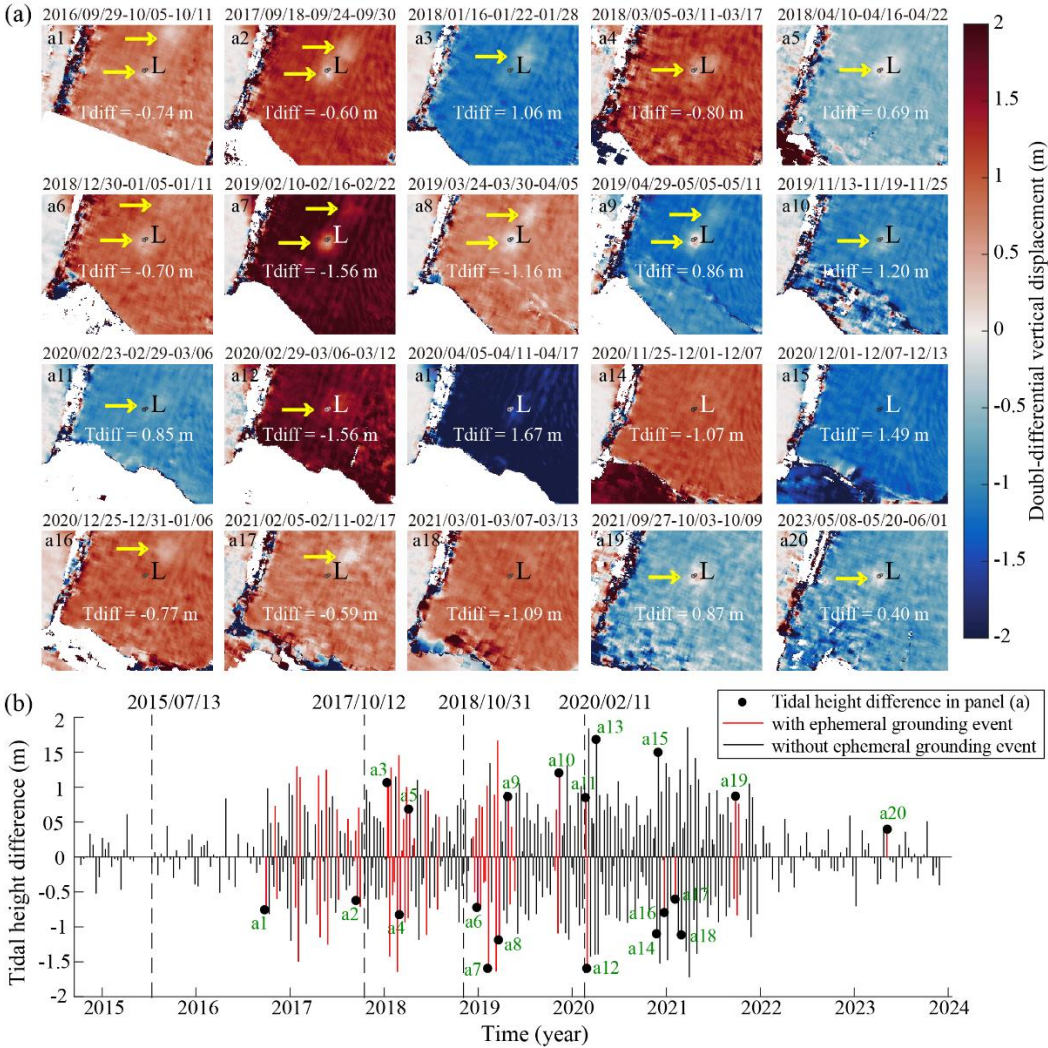 (a)
2016/09/29-10/05-10/11 2017/09/18-09/24-09/30 2018/01/16-01/22-01/28 2018/03/05-03/11-03/17 2018/04/10-04/16-04/22
a1 a2 a3 a4 a5
L L L L L
Tdiff = -0.74 m Tdiff = -0.60 m Tdiff = 1.06 m Tdiff = -0.80 m Tdiff = 0.69 m
2018/12/30-01/05-01/11 2019/02/10-02/16-02/22 2019/03/24-03/30-04/05 2019/04/29-05/05-05/11 2019/11/13-11/19-11/25
a6 a7 a8 a9 a10
L L L L L
Tdiff = -0.70 m Tdiff = -1.56 m Tdiff = -1.16 m Tdiff = 0.86 m Tdiff = 1.20 m
2020/02/23-02/29-03/06 2020/02/29-03/06-03/12 2020/04/05-04/11-04/17 2020/11/25-12/01-12/07 2020/12/01-12/07-12/13
a11 a12 a13 a14 a15
L L L L L
Tdiff = 0.85 m Tdiff = -1.56 m Tdiff = 1.67 m Tdiff = -1.07 m Tdiff = 1.49 m
2020/12/25-12/31-01/06 2021/02/05-02/11-02/17 2021/03/01-03/07-03/13 2021/09/27-10/03-10/09 2023/05/08-05/20-06/01
a16 a17 a18 a19 a20
L L L L L
Tdiff = -0.77 m Tdiff = -0.59 m Tdiff = -1.09 m Tdiff = 0.87 m Tdiff = 0.40 m
2
1.5
1
0.5
0
-0.5
-1
-1.5
-2
Doubl-differential vertical displacement (m)
(b)
2015/07/13 2017/10/12 2018/10/31 2020/02/11
Tidal height difference in panel (a)
with ephemeral grounding event
without ephemeral grounding event
Tidal height difference (m)
2
1.5
1
05
0
-0.5
-1
-1.5
-2
a1
a2
a3
a4
a5
a6
a7
a8
a9
a10
a11
a12
a13
a14
a15
a16
a17
a18
a19
a20
2015 2016 2017 2018 2019 2020 2021 2022 2023 2024
Time (year)